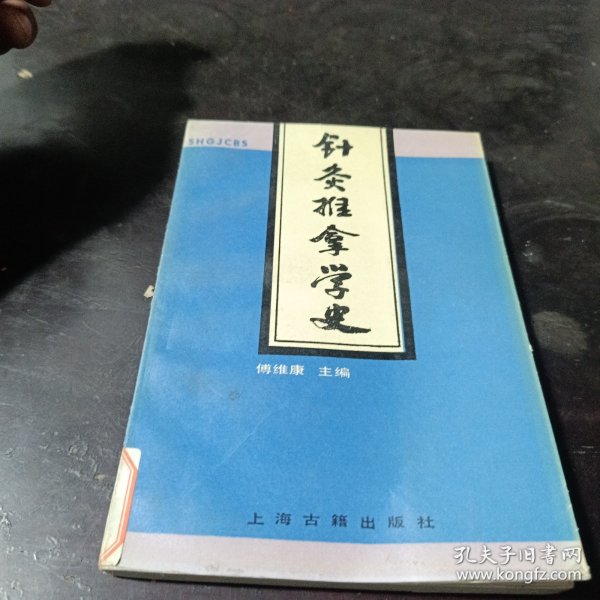 SHGJCBS
针灸推拿学史
傅维康 主编
上海古籍出版社
孔夫子旧书网
www.kongfz.com